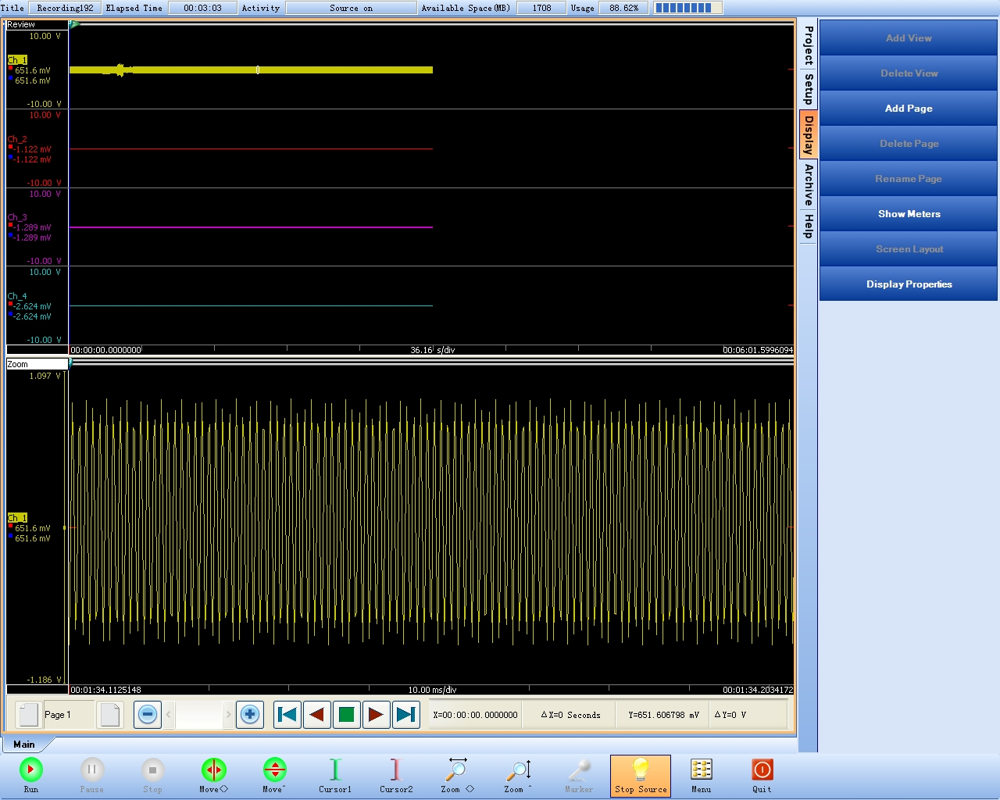 Title Recording192 Elapsed Time 00:03:03 Activity Source on Available Space(MB) 1708 Usage 88.62%
Review
10.00 V
Ch_1
651.6 mV
651.6 mV
-10.00 V
10.00 V
Ch_2
-1.122 mV
-1.122 mV
-10.00 V
10.00 V
Ch_3
-1.289 mV
-1.289 mV
-10.00 V
10.00 V
Ch_4
-2.624 mV
-2.624 mV
-10.00 V
00:00:00.0000000 36.16 s/div 00:06:01.5996094
Zoom
1.097 V
Ch_1
651.6 mV
651.6 mV
-1.186 V
00:01:34.1125148 10.00 ms/div 00:01:34.2034172
Page 1 X=00:00:00.0000000 ΔX=0 Seconds Y=651.606798 mV ΔY=0 V
Project
Setup
Display
Archive
Help
Add View
Delete View
Add Page
Delete Page
Rename Page
Show Meters
Screen Layout
Display Properties
Main
Run Pause Stop Move<> Move^ Cursor1 Cursor2 Zoom <> Zoom ^ Marker Stop Source Menu Quit